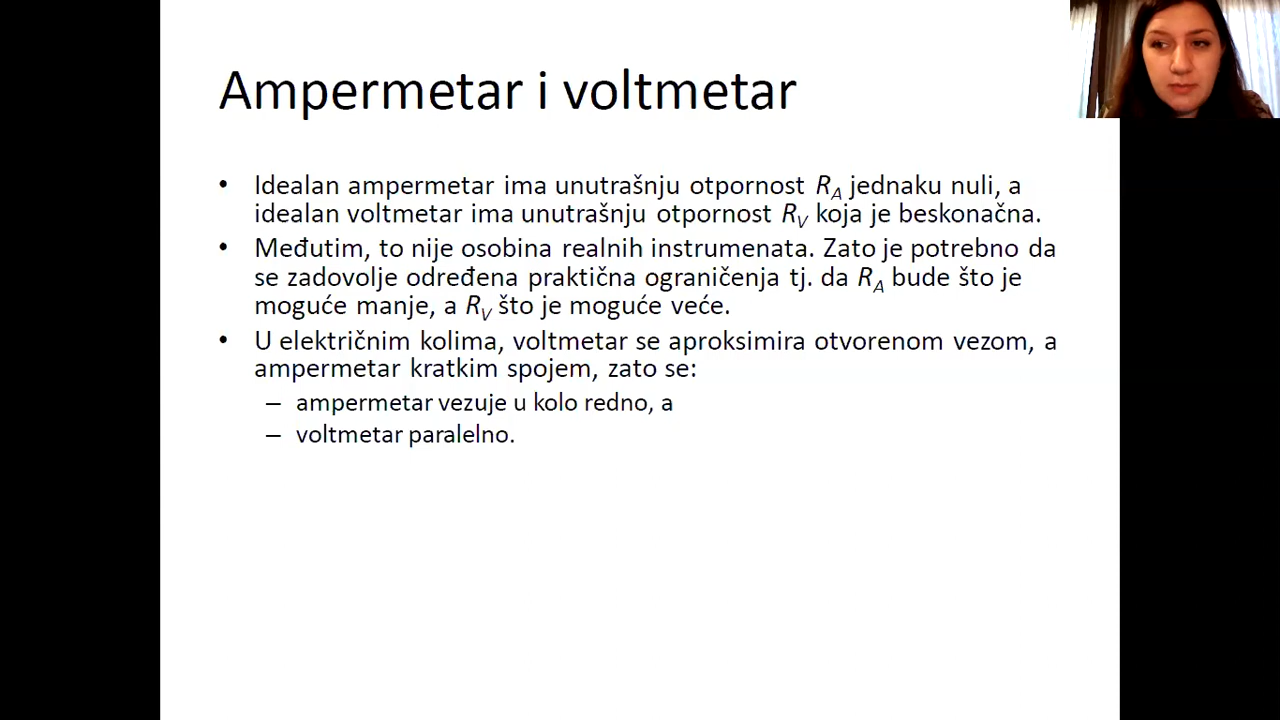 Ampermetar i voltmetar
• Idealan ampermetar ima unutrašnju otpornost R_A jednaku nuli, a
idealan voltmetar ima unutrašnju otpornost R_V koja je beskonačna.
• Međutim, to nije osobina realnih instrumenata. Zato je potrebno da
se zadovolje određena praktična ograničenja tj. da R_A bude što je
moguće manje, a R_V što je moguće veće.
• U električnim kolima, voltmetar se aproksimira otvorenom vezom, a
ampermetar kratkim spojem, zato se:
– ampermetar vezuje u kolo redno, a
– voltmetar paralelno.